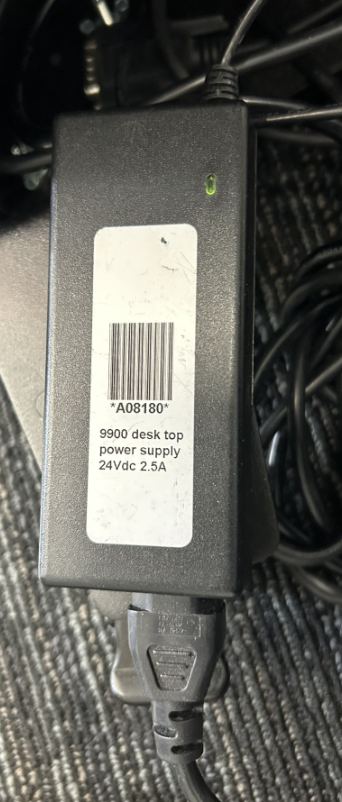 *A08180*
9900 desk top
power supply
24Vdc 2.5A